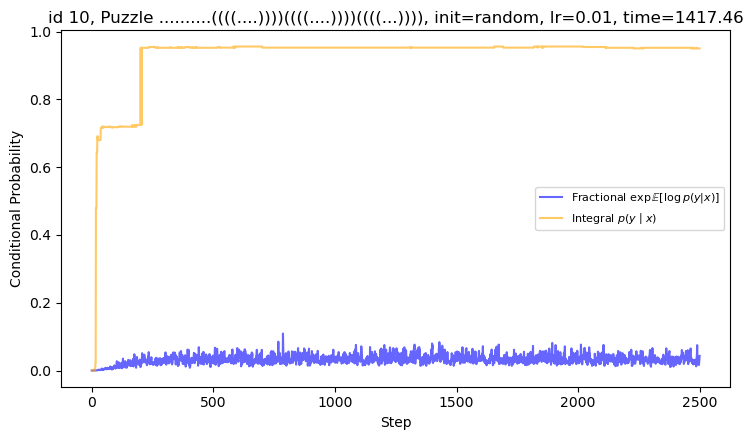 id 10, Puzzle ..........((((....))))((((....))))((((...)))), init=random, lr=0.01, time=1417.46
Conditional Probability
1.0
0.8
0.6
0.4
0.2
0.0
Fractional exp𝔼[log p(y|x)]
Integral p(y | x)
0 500 1000 1500 2000 2500
Step